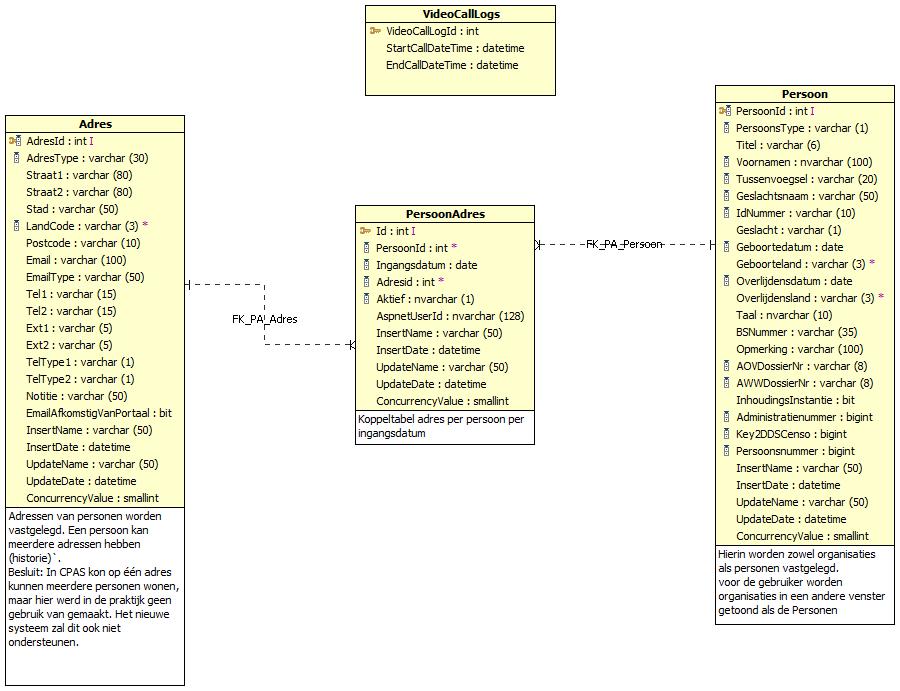 VideoCallLogs
VideoCallLogId : int
StartCallDateTime : datetime
EndCallDateTime : datetime
Adres
AdresId : int I
AdresType : varchar (30)
Straat1 : varchar (80)
Straat2 : varchar (80)
Stad : varchar (50)
LandCode : varchar (3) *
Postcode : varchar (10)
Email : varchar (100)
EmailType : varchar (50)
Tel1 : varchar (15)
Tel2 : varchar (15)
Ext1 : varchar (5)
Ext2 : varchar (5)
TelType1 : varchar (1)
TelType2 : varchar (1)
Notitie : varchar (50)
EmailAfkomstigVanPortaal : bit
InsertName : varchar (50)
InsertDate : datetime
UpdateName : varchar (50)
UpdateDate : datetime
ConcurrencyValue : smallint
Adressen van personen worden
vastgelegd. Een persoon kan
meerdere adressen hebben
(historie)`.
Besluit: In CPAS kon op één adres
kunnen meerdere personen wonen,
maar hier werd in de praktijk geen
gebruik van gemaakt. Het nieuwe
systeem zal dit ook niet
ondersteunen.
FK_PA_Adres
PersoonAdres
Id : int I
PersoonId : int *
Ingangsdatum : date
Adresid : int *
Aktief : nvarchar (1)
AspnetUserId : nvarchar (128)
InsertName : varchar (50)
InsertDate : datetime
UpdateName : varchar (50)
UpdateDate : datetime
ConcurrencyValue : smallint
Koppeltabel adres per persoon per
ingangsdatum
FK_PA_Persoon
Persoon
PersoonId : int I
PersoonsType : varchar (1)
Titel : varchar (6)
Voornamen : nvarchar (100)
Tussenvoegsel : varchar (20)
Geslachtsnaam : varchar (50)
IdNummer : varchar (10)
Geslacht : varchar (1)
Geboortedatum : date
Geboorteland : varchar (3) *
Overlijdensdatum : date
Overlijdensland : varchar (3) *
Taal : nvarchar (10)
BSNummer : varchar (35)
Opmerking : varchar (100)
AOVDossierNr : varchar (8)
AWWDossierNr : varchar (8)
InhoudingsInstantie : bit
Administratienummer : bigint
Key2DDSCenso : bigint
Persoonsnummer : bigint
InsertName : varchar (50)
InsertDate : datetime
UpdateName : varchar (50)
UpdateDate : datetime
ConcurrencyValue : smallint
Hierin worden zowel organisaties
als personen vastgelegd.
voor de gebruiker worden
organisaties in een andere venster
getoond als de Personen